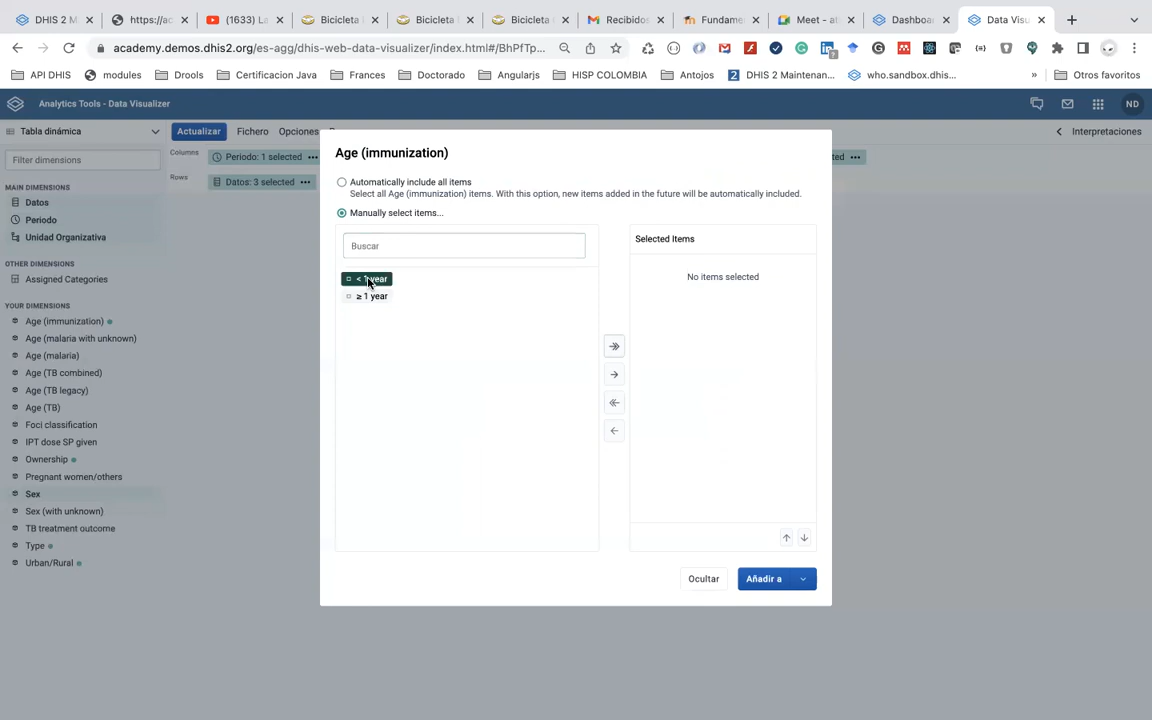 DHIS 2 M
https://ac
(1633) La
Bicicleta
Bicicleta
Bicicleta
Recibidos
Fundame
Meet - at
Dashboar
Data Visu
academy.demos.dhis2.org/es-agg/dhis-web-data-visualizer/index.html#/BhPfTp...
API DHIS
modules
Drools
Certificacion Java
Frances
Doctorado
Angularjs
HISP COLOMBIA
Antojos
DHIS 2 Maintenan...
who.sandbox.dhis...
»
Otros favoritos
Analytics Tools - Data Visualizer
ND
Tabla dinámica
Actualizar
Fichero
Opciones
Interpretaciones
Filter dimensions
Columns
Periodo: 1 selected
Rows
Datos: 3 selected
MAIN DIMENSIONS
Datos
Periodo
Unidad Organizativa
OTHER DIMENSIONS
Assigned Categories
YOUR DIMENSIONS
Age (immunization)
Age (malaria with unknown)
Age (malaria)
Age (TB combined)
Age (TB legacy)
Age (TB)
Foci classification
IPT dose SP given
Ownership
Pregnant women/others
Sex
Sex (with unknown)
TB treatment outcome
Type
Urban/Rural
Age (immunization)
Automatically include all items
Select all Age (immunization) items. With this option, new items added in the future will be automatically included.
Manually select items...
Buscar
< 1 year
≥ 1 year
Selected Items
No items selected
Ocultar
Añadir a